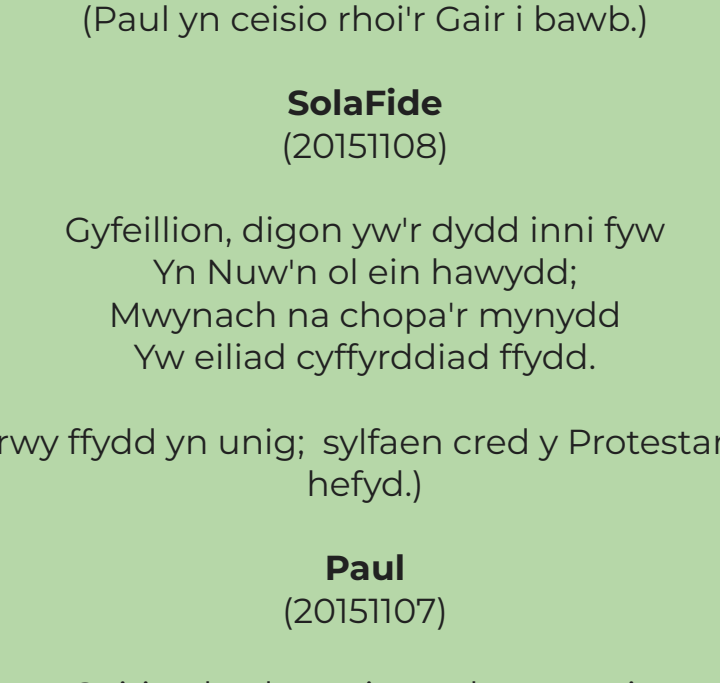 (Paul yn ceisio rhoi'r Gair i bawb.)
SolaFide
(20151108)
Gyfeillion, digon yw'r dydd inni fyw
Yn Nuw'n ol ein hawydd;
Mwynach na chopa'r mynydd
Yw eiliad cyffyrddiad ffydd.
ffydd yn unig;  sylfaen cred y
hefyd.)
Paul
(20151107)